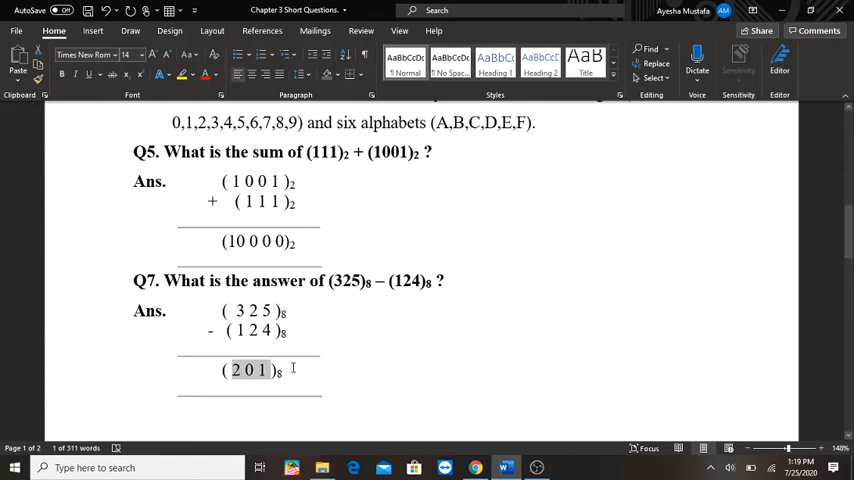 AutoSave Off Chapter 3 Short Questions. Search Ayesha Mustafa AM
File Home Insert Draw Design Layout References Mailings Review View Help Share Comments
Paste Times New Rom 14 Find Replace Select Dictate Sensitivity Editor
AaBbCcDc ¶ Normal AaBbCcDc ¶ No Spac... AaBbCc Heading 1 AaBbCcD Heading 2 AaB Title
Clipboard Font Paragraph Styles Editing Voice Sensitivity Editor
0,1,2,3,4,5,6,7,8,9) and six alphabets (A,B,C,D,E,F).
Q5. What is the sum of (111)₂ + (1001)₂ ?
Ans. ( 1 0 0 1 )₂
+ ( 1 1 1 )₂
(10 0 0 0)₂
Q7. What is the answer of (325)₈ – (124)₈ ?
Ans. ( 3 2 5 )₈
- ( 1 2 4 )₈
( 2 0 1 )₈
Page 1 of 2 1 of 311 words Focus 148%
Type here to search 1:19 PM
7/25/2020